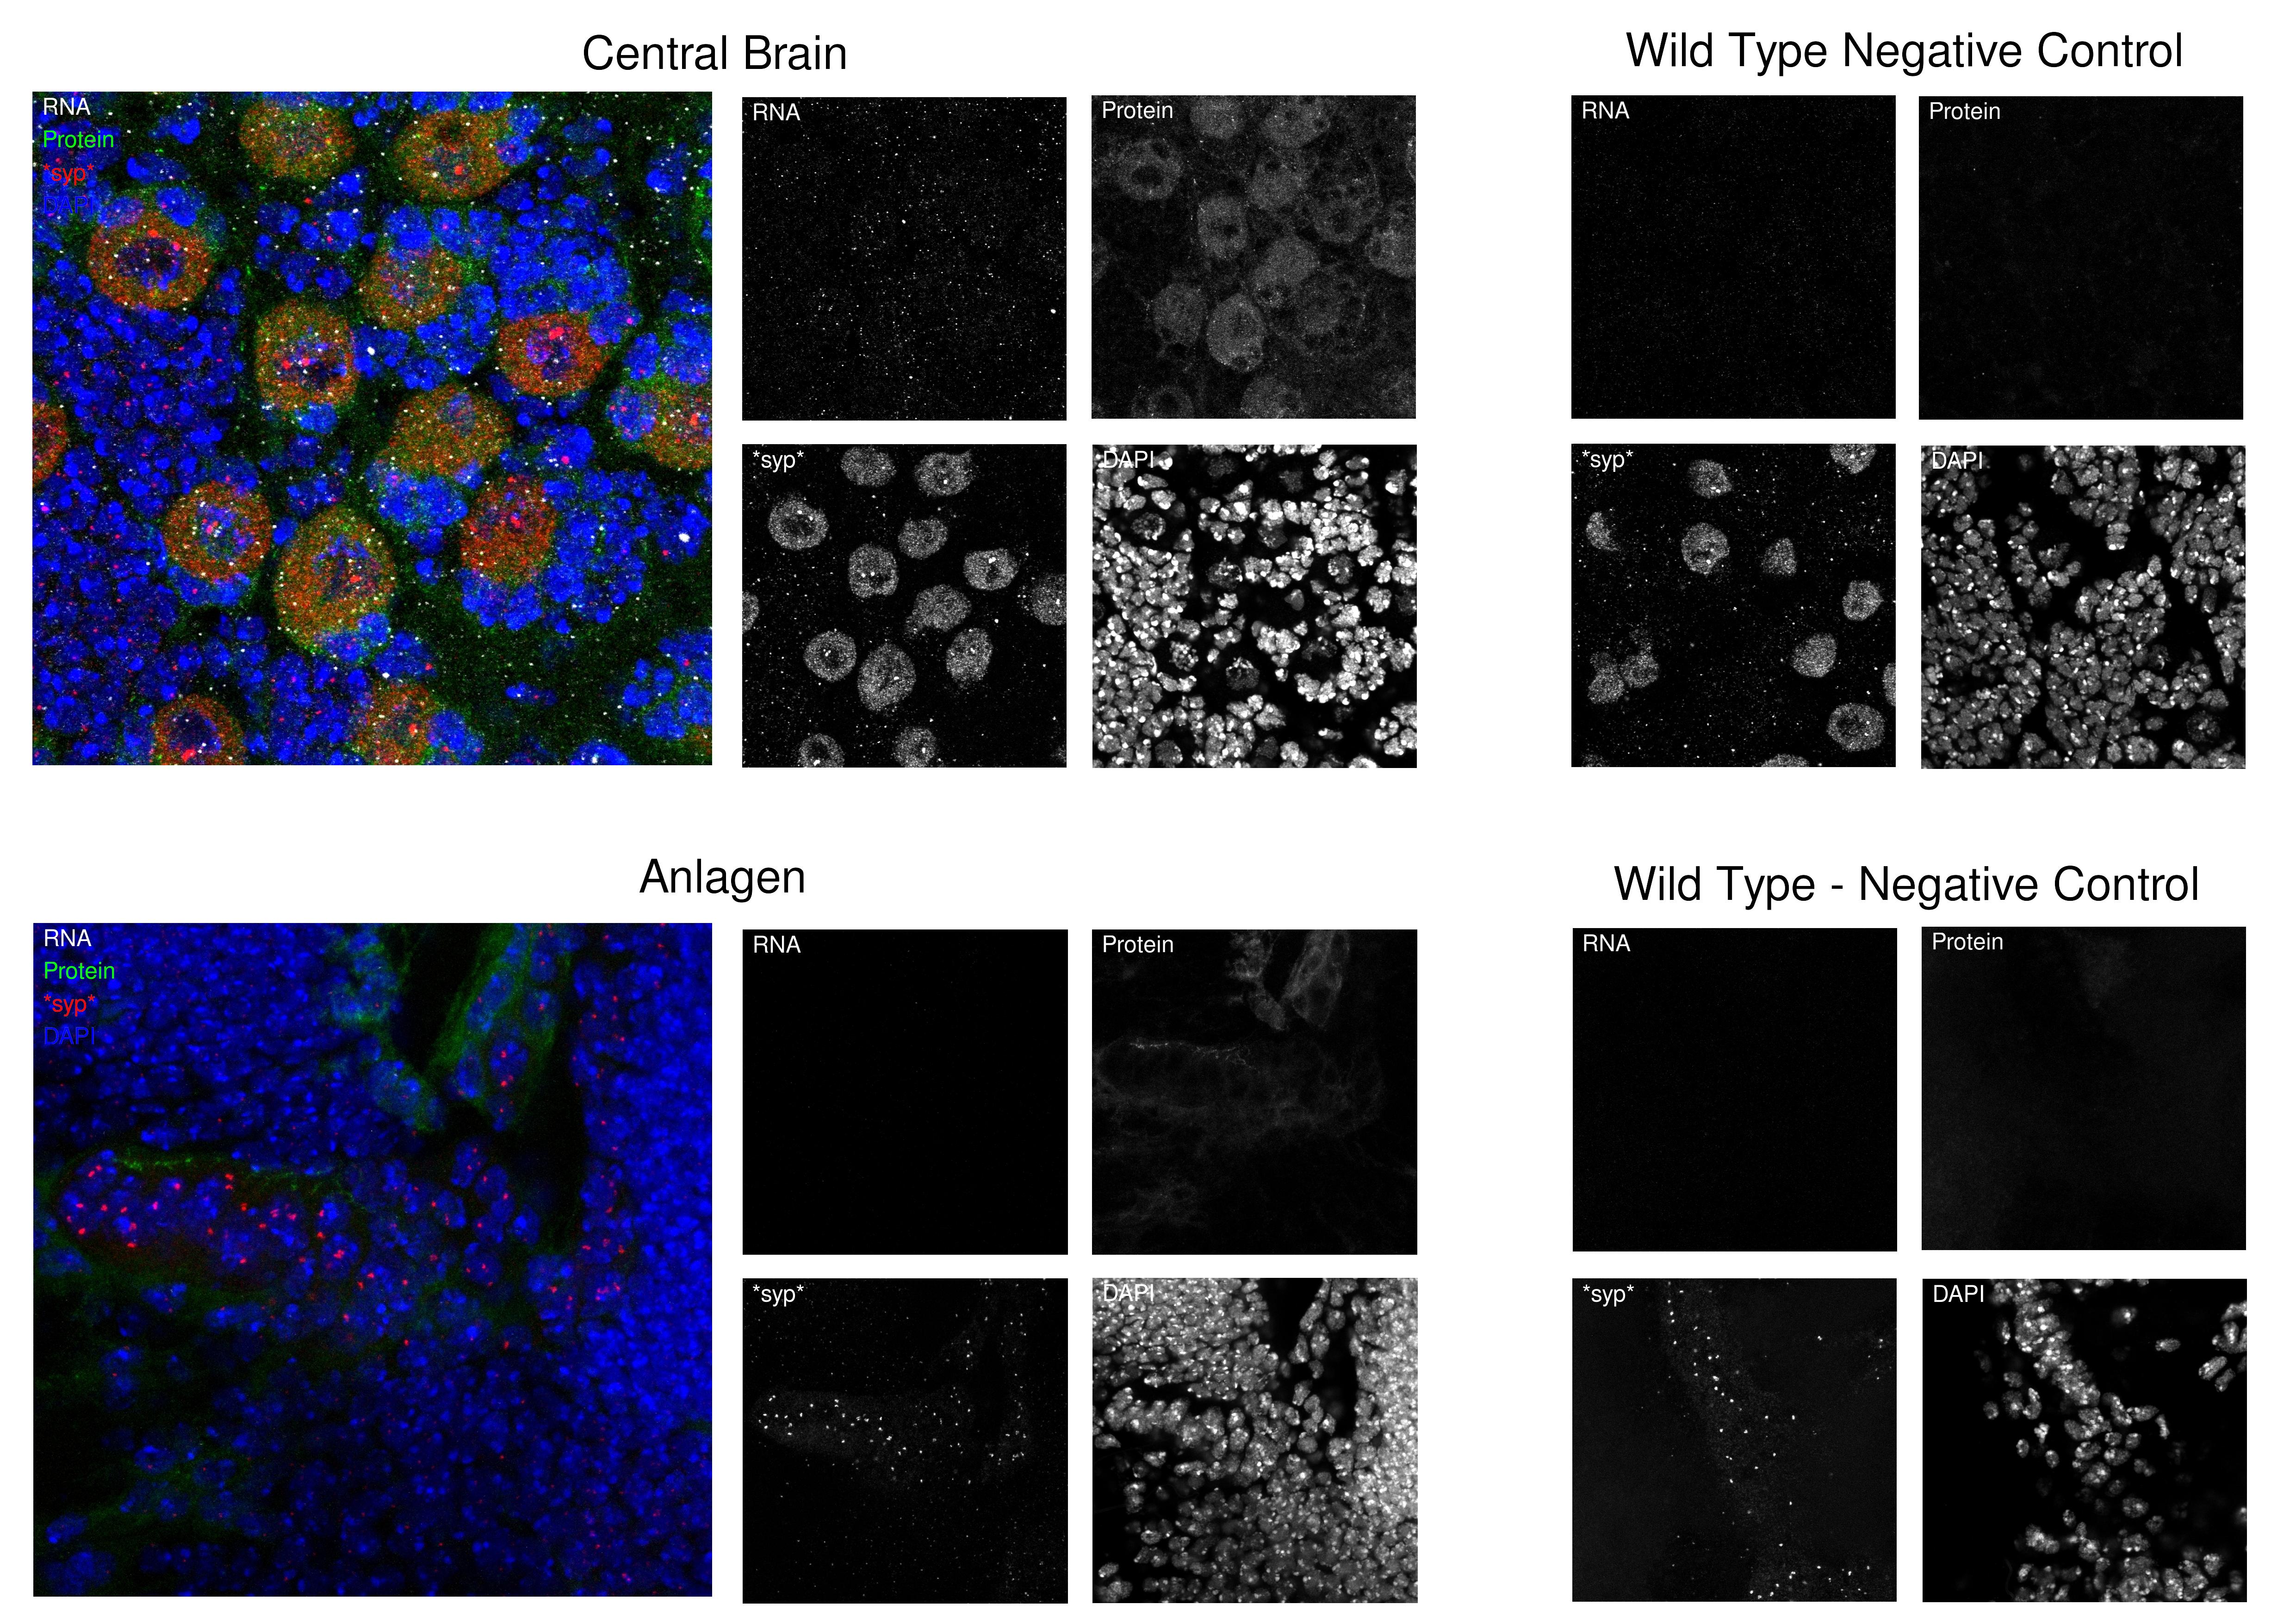 Central Brain
Wild Type Negative Control
RNA
Protein
*syp*
DAPI
RNA
Protein
*syp*
DAPI
RNA
Protein
*syp*
DAPI
Anlagen
Wild Type - Negative Control
RNA
Protein
*syp*
DAPI
RNA
Protein
*syp*
DAPI
RNA
Protein
*syp*
DAPI